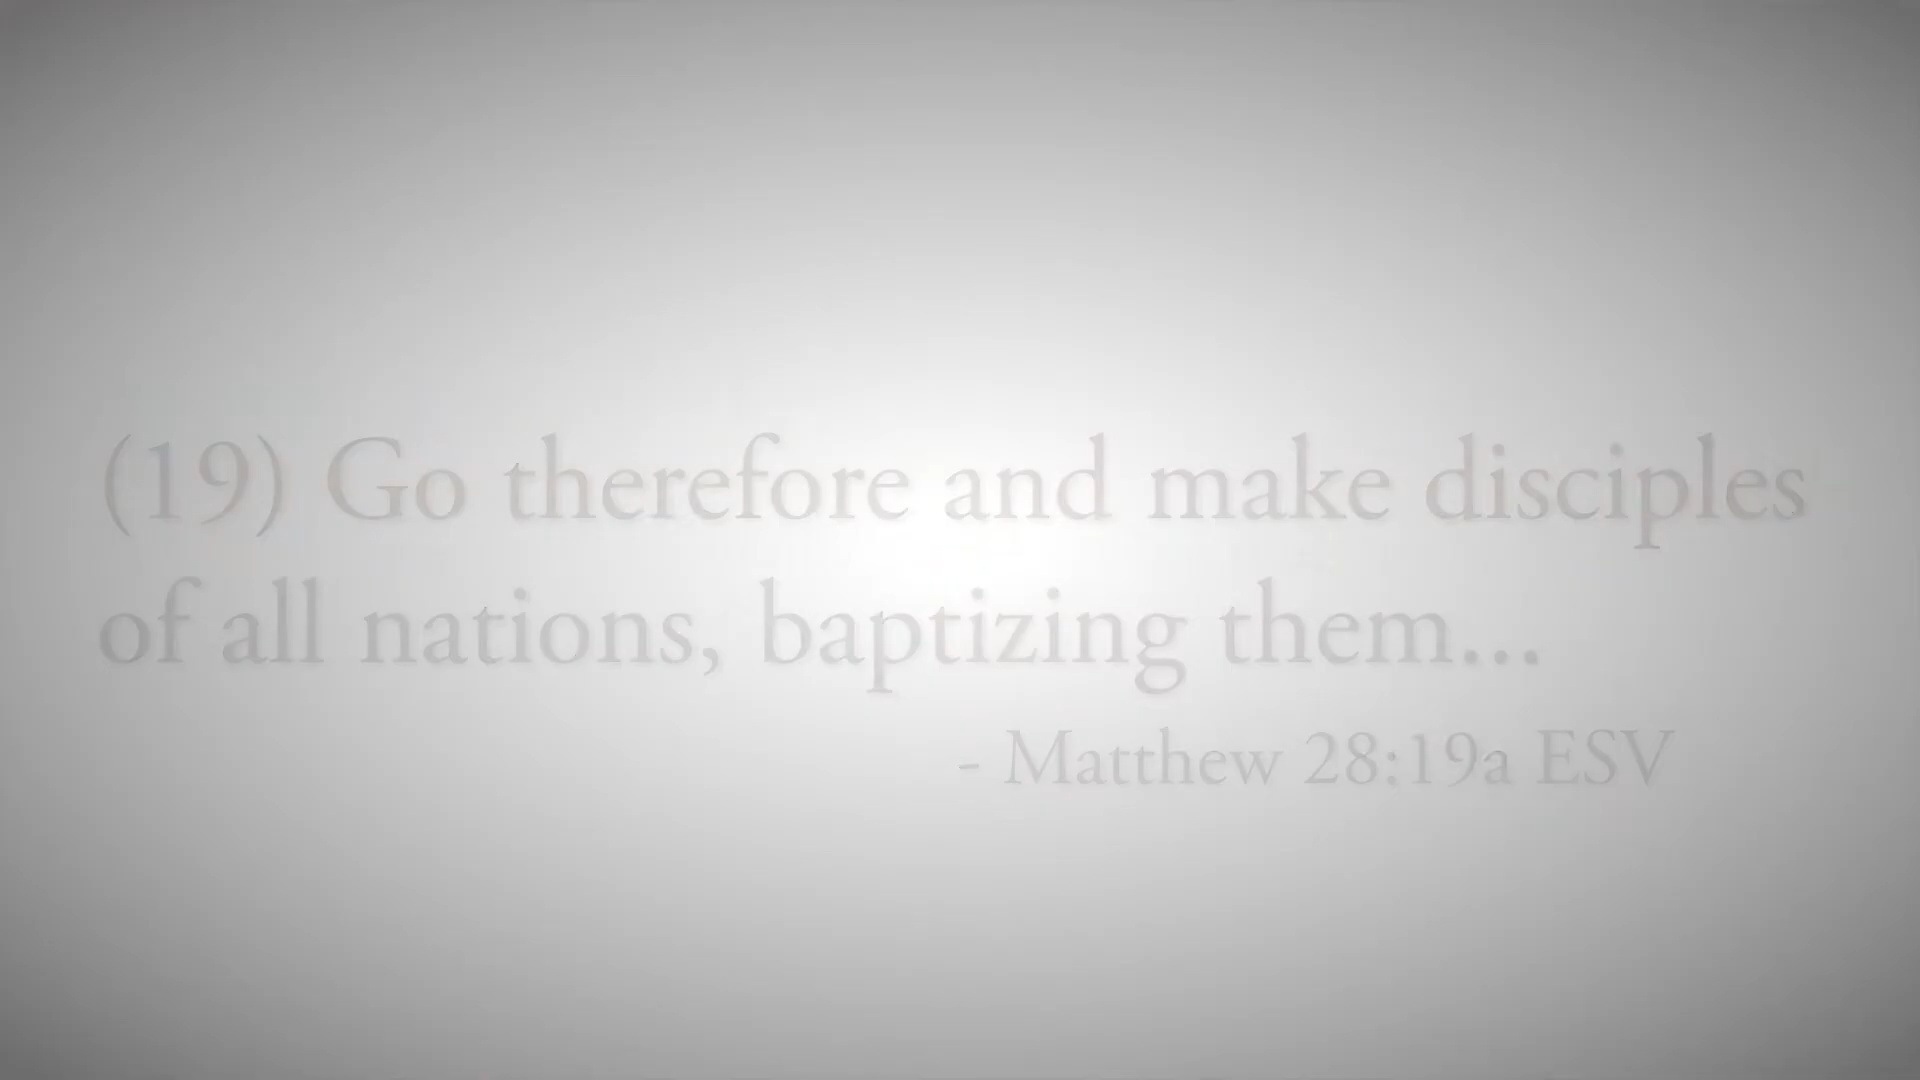 (19) Go therefore and make disciples
of all nations, baptizing them...
- Matthew 28:19a ESV